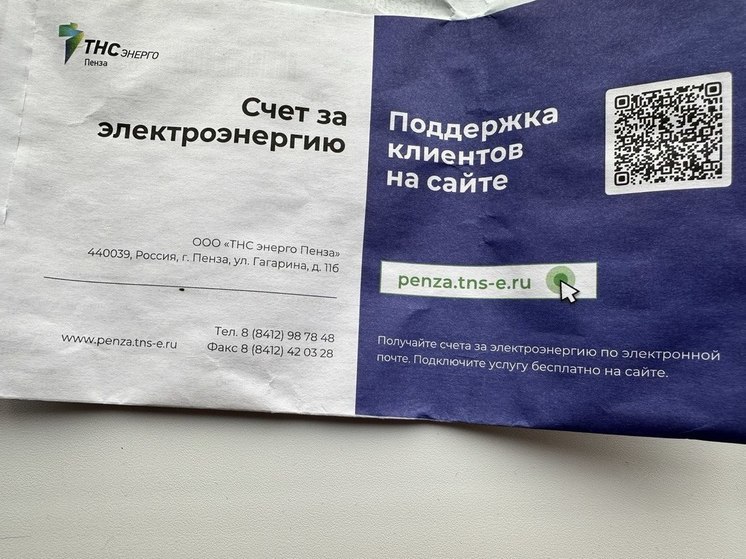 ТНС энерго
Пенза
Счет за
электроэнергию
ООО «ТНС энерго Пенза»
440039, Россия, г. Пенза, ул. Гагарина, д. 11б
www.penza.tns-e.ru
Тел. 8 (8412) 98 78 48
Факс 8 (8412) 42 03 28
Поддержка
клиентов
на сайте
penza.tns-e.ru
Получайте счета за электроэнергию по электронной
почте. Подключите услугу бесплатно на сайте.